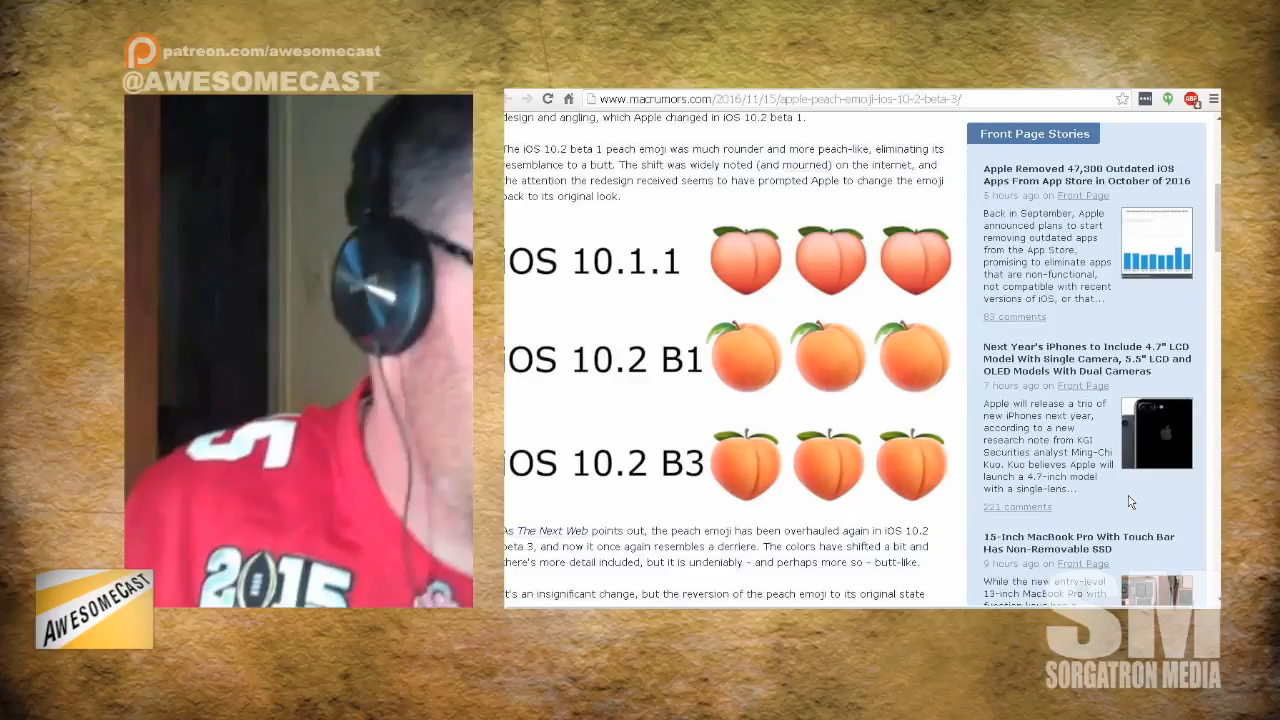 patreon.com/awesomecast
@AWESOMECAST
www.macrumors.com/2016/11/15/apple-peach-emoji-ios-10-2-beta-3/
ABP
design and angling, which Apple changed in iOS 10.2 beta 1.
The iOS 10.2 beta 1 peach emoji was much rounder and more peach-like, eliminating its
resemblance to a butt. The shift was widely noted (and mourned) on the internet, and
the attention the redesign received seems to have prompted Apple to change the emoji
back to its original look.
iOS 10.1.1
iOS 10.2 B1
iOS 10.2 B3
As The Next Web points out, the peach emoji has been overhauled again in iOS 10.2
beta 3, and now it once again resembles a derriere. The colors have shifted a bit and
there's more detail included, but it is undeniably - and perhaps more so - butt-like.
It's an insignificant change, but the reversion of the peach emoji to its original state
Front Page Stories
Apple Removed 47,300 Outdated iOS
Apps From App Store in October of 2016
5 hours ago on Front Page
Back in September, Apple
announced plans to start
removing outdated apps
from the App Store,
promising to eliminate apps
that are non-functional,
not compatible with recent
versions of iOS, or that...
83 comments
Next Year's iPhones to Include 4.7" LCD
Model With Single Camera, 5.5" LCD and
OLED Models With Dual Cameras
7 hours ago on Front Page
Apple will release a trio of
new iPhones next year,
according to a new
research note from KGI
Securities analyst Ming-Chi
Kuo. Kuo believes Apple will
launch a 4.7-inch model
with a single-lens...
221 comments
15-Inch MacBook Pro With Touch Bar
Has Non-Removable SSD
9 hours ago on Front Page
While the new entry-level
13-inch MacBook Pro with
function keys has a
5
2015
AWESOMECAST
SM
SORGATRON MEDIA